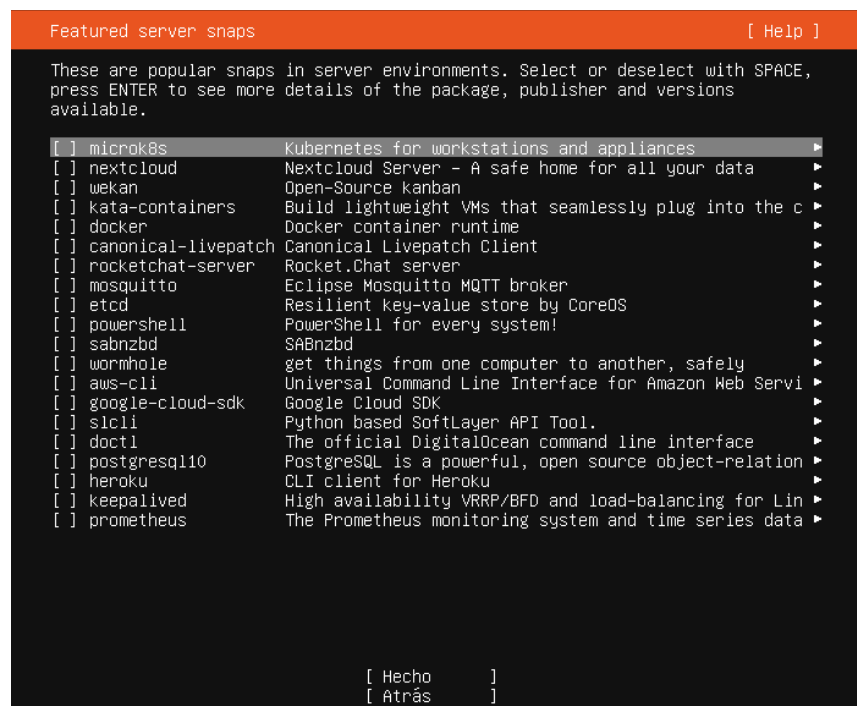 Featured server snaps [ Help ]
These are popular snaps in server environments. Select or deselect with SPACE,
press ENTER to see more details of the package, publisher and versions
available.
[ ] microk8s Kubernetes for workstations and appliances ▸
[ ] nextcloud Nextcloud Server – A safe home for all your data ▸
[ ] wekan Open-Source kanban ▸
[ ] kata-containers Build lightweight VMs that seamlessly plug into the c ▸
[ ] docker Docker container runtime ▸
[ ] canonical-livepatch Canonical Livepatch Client ▸
[ ] rocketchat-server Rocket.Chat server ▸
[ ] mosquitto Eclipse Mosquitto MQTT broker ▸
[ ] etcd Resilient key-value store by CoreOS ▸
[ ] powershell PowerShell for every system! ▸
[ ] sabnzbd SABnzbd ▸
[ ] wormhole get things from one computer to another, safely ▸
[ ] aws-cli Universal Command Line Interface for Amazon Web Servi ▸
[ ] google-cloud-sdk Google Cloud SDK ▸
[ ] slcli Python based SoftLayer API Tool. ▸
[ ] doctl The official DigitalOcean command line interface ▸
[ ] postgresql10 PostgreSQL is a powerful, open source object-relation ▸
[ ] heroku CLI client for Heroku ▸
[ ] keepalived High availability VRRP/BFD and load-balancing for Lin ▸
[ ] prometheus The Prometheus monitoring system and time series data ▸
[ Hecho ]
[ Atrás ]